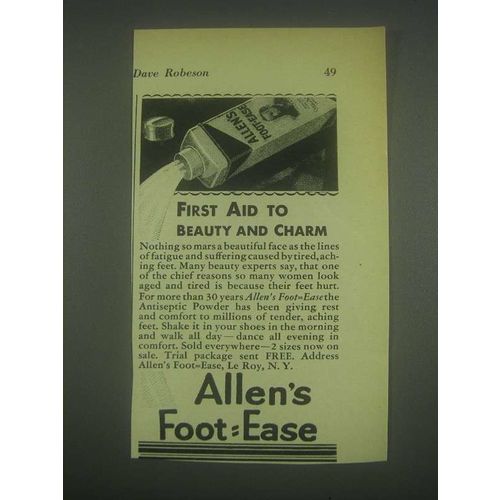 Dave Robeson 49
ALLEN'S
FOOT=EASE
FIRST AID TO
BEAUTY AND CHARM
Nothing so mars a beautiful face as the lines
of fatigue and suffering caused by tired, ach-
ing feet. Many beauty experts say, that one
of the chief reasons so many women look
aged and tired is because their feet hurt.
For more than 30 years Allen's Foot=Ease the
Antiseptic Powder has been giving rest
and comfort to millions of tender, aching
feet. Shake it in your shoes in the morning
and walk all day—dance all evening in
comfort. Sold everywhere—2 sizes now on
sale. Trial package sent FREE. Address
Allen's Foot=Ease, Le Roy, N. Y.
Allen's
Foot=Ease